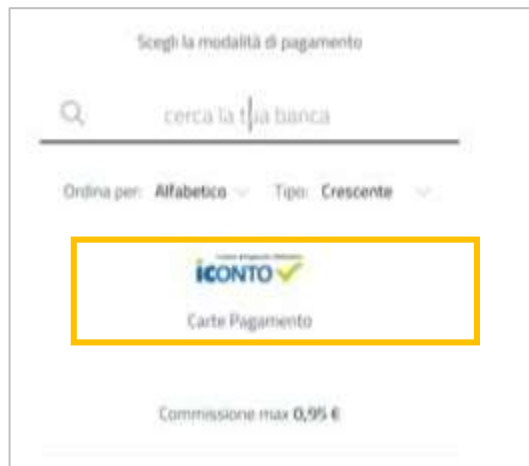 Scegli la modalità di pagamento
cerca la tua banca
Ordina per: Alfabetico Tipo: Crescente
iCONTO
Carte Pagamento
Commissione max 0,95 €